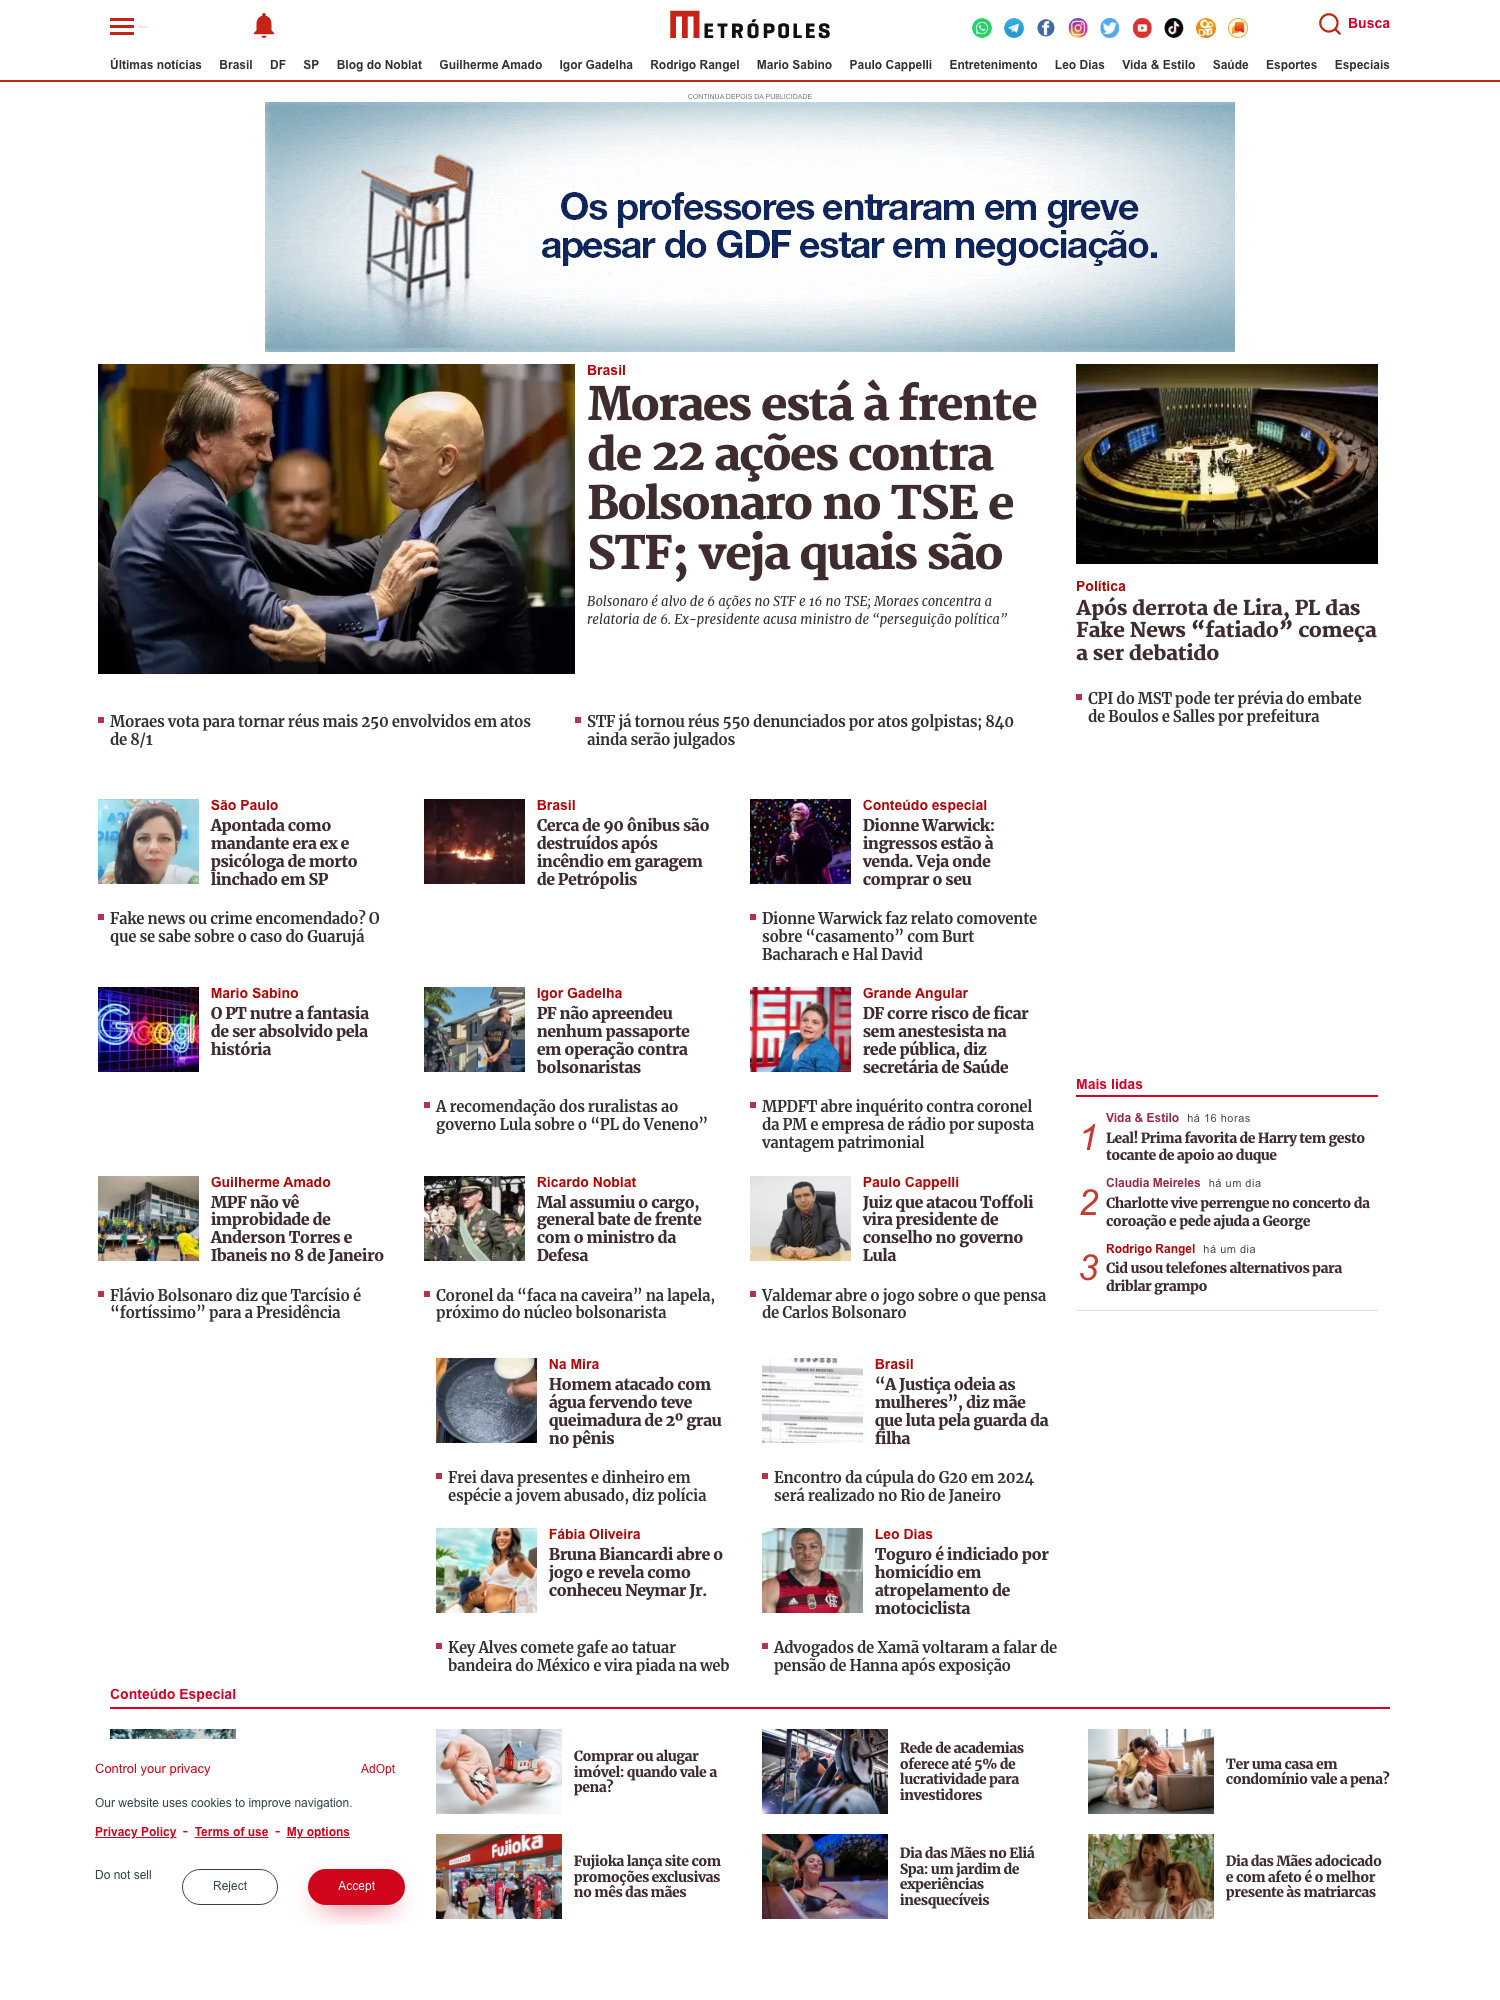 METRÓPOLES
Busca
Últimas notícias Brasil DF SP Blog do Noblat Guilherme Amado Igor Gadelha Rodrigo Rangel Mario Sabino Paulo Cappelli Entretenimento Leo Dias Vida & Estilo Saúde Esportes Especiais
CONTINUA DEPOIS DA PUBLICIDADE
Os professores entraram em greve
apesar do GDF estar em negociação.
Brasil
Moraes está à frente
de 22 ações contra
Bolsonaro no TSE e
STF; veja quais são
Bolsonaro é alvo de 6 ações no STF e 16 no TSE; Moraes concentra a
relatoria de 6. Ex-presidente acusa ministro de “perseguição política”
Moraes vota para tornar réus mais 250 envolvidos em atos
de 8/1
STF já tornou réus 550 denunciados por atos golpistas; 840
ainda serão julgados
Política
Após derrota de Lira, PL das
Fake News “fatiado” começa
a ser debatido
CPI do MST pode ter prévia do embate
de Boulos e Salles por prefeitura
São Paulo
Apontada como
mandante era ex e
psicóloga de morto
linchado em SP
Fake news ou crime encomendado? O
que se sabe sobre o caso do Guarujá
Brasil
Cerca de 90 ônibus são
destruídos após
incêndio em garagem
de Petrópolis
Conteúdo especial
Dionne Warwick:
ingressos estão à
venda. Veja onde
comprar o seu
Dionne Warwick faz relato comovente
sobre “casamento” com Burt
Bacharach e Hal David
Mario Sabino
O PT nutre a fantasia
de ser absolvido pela
história
Google
Igor Gadelha
PF não apreendeu
nenhum passaporte
em operação contra
bolsonaristas
A recomendação dos ruralistas ao
governo Lula sobre o “PL do Veneno”
Grande Angular
DF corre risco de ficar
sem anestesista na
rede pública, diz
secretária de Saúde
MPDFT abre inquérito contra coronel
da PM e empresa de rádio por suposta
vantagem patrimonial
Guilherme Amado
MPF não vê
improbidade de
Anderson Torres e
Ibaneis no 8 de Janeiro
Flávio Bolsonaro diz que Tarcísio é
“fortíssimo” para a Presidência
Ricardo Noblat
Mal assumiu o cargo,
general bate de frente
com o ministro da
Defesa
Coronel da “faca na caveira” na lapela,
próximo do núcleo bolsonarista
Paulo Cappelli
Juiz que atacou Toffoli
vira presidente de
conselho no governo
Lula
Valdemar abre o jogo sobre o que pensa
de Carlos Bolsonaro
Mais lidas
1
Vida & Estilo há 16 horas
Leal! Prima favorita de Harry tem gesto
tocante de apoio ao duque
2
Claudia Meireles há um dia
Charlotte vive perrengue no concerto da
coroação e pede ajuda a George
3
Rodrigo Rangel há um dia
Cid usou telefones alternativos para
driblar grampo
Na Mira
Homem atacado com
água fervendo teve
queimadura de 2º grau
no pênis
Frei dava presentes e dinheiro em
espécie a jovem abusado, diz polícia
Brasil
“A Justiça odeia as
mulheres”, diz mãe
que luta pela guarda da
filha
Encontro da cúpula do G20 em 2024
será realizado no Rio de Janeiro
Fábia Oliveira
Bruna Biancardi abre o
jogo e revela como
conheceu Neymar Jr.
Key Alves comete gafe ao tatuar
bandeira do México e vira piada na web
Leo Dias
Toguro é indiciado por
homicídio em
atropelamento de
motociclista
Advogados de Xamã voltaram a falar de
pensão de Hanna após exposição
Conteúdo Especial
Comprar ou alugar
imóvel: quando vale a
pena?
Rede de academias
oferece até 5% de
lucratividade para
investidores
Ter uma casa em
condomínio vale a pena?
Fujioka
Fujioka lança site com
promoções exclusivas
no mês das mães
Dia das Mães no Eliá
Spa: um jardim de
experiências
inesquecíveis
Dia das Mães adocicado
e com afeto é o melhor
presente às matriarcas
Control your privacy
AdOpt
Our website uses cookies to improve navigation.
Privacy Policy - Terms of use - My options
Do not sell
Reject
Accept